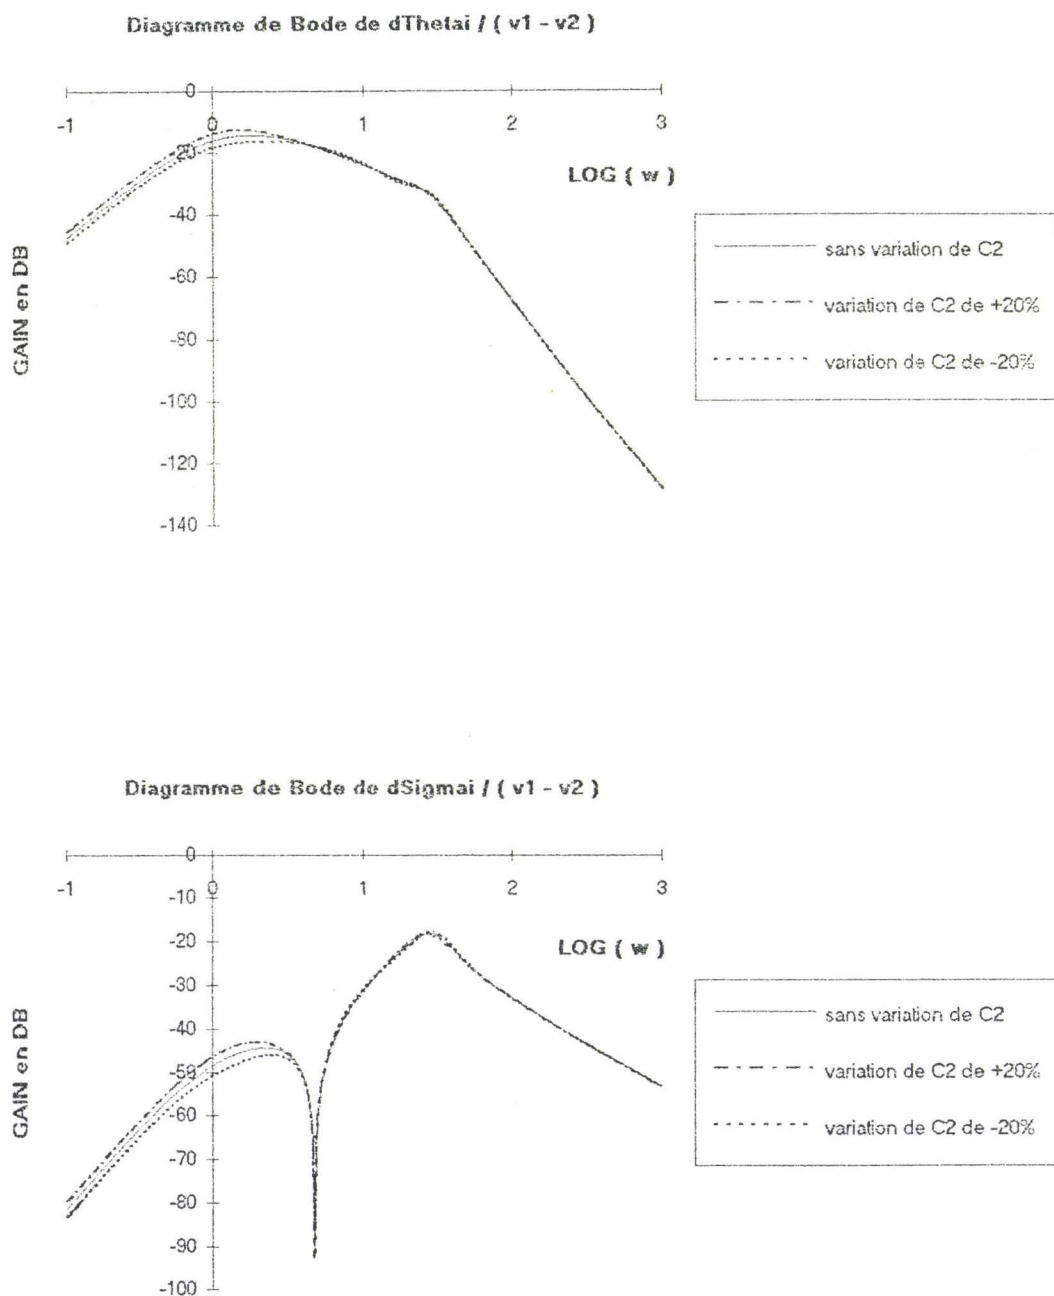 Diagramme de Bode de dThetai / ( v1 - v2 )
0
-1 0 1 2 3
-20
LOG ( w )
-40
-60
-80
-100
-120
-140
GAIN en DB
sans variation de C2
variation de C2 de +20%
variation de C2 de -20%
Diagramme de Bode de dSigmai / ( v1 - v2 )
0
-1 0 1 2 3
-10
-20
LOG ( w )
-30
-40
-50
-60
-70
-80
-90
-100
GAIN en DB
sans variation de C2
variation de C2 de +20%
variation de C2 de -20%